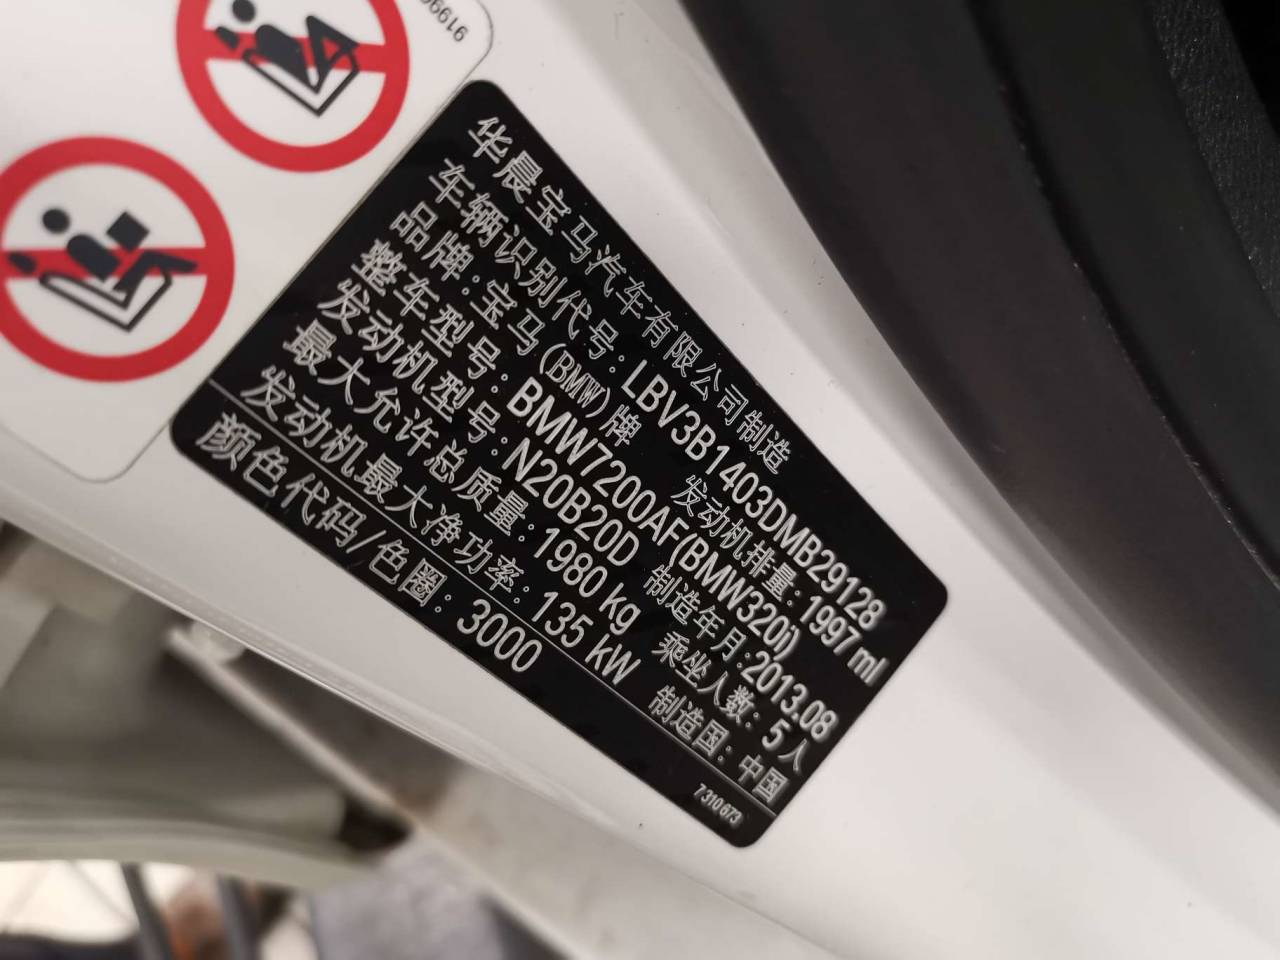 华晨宝马汽车有限公司制造
车辆识别代号: LBV3B1403DMB29128
品牌: 宝马(BMW)牌 发动机排量: 1997 ml
整车型号: BMW7200AF(BMW320i)
发动机型号: N20B20D 制造年月: 2013.08
最大允许总质量: 1980 kg 乘坐人数: 5 人
发动机最大净功率: 135 kW 制造国: 中国
颜色代码/色圈: 3000
7310673